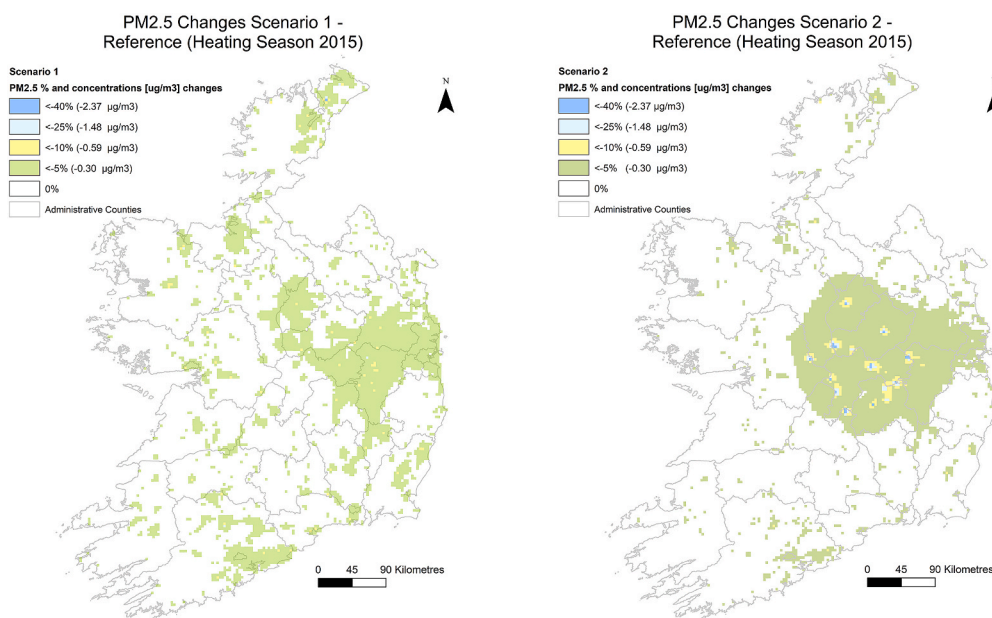 PM2.5 Changes Scenario 1 -
Reference (Heating Season 2015)
Scenario 1
PM2.5 % and concentrations [ug/m3] changes
<-40% (-2.37 µg/m3)
<-25% (-1.48 µg/m3)
<-10% (-0.59 µg/m3)
<-5% (-0.30 µg/m3)
0%
Administrative Counties
N
0 45 90 Kilometres
PM2.5 Changes Scenario 2 -
Reference (Heating Season 2015)
Scenario 2
PM2.5 % and concentrations [ug/m3] changes
<-40% (-2.37 µg/m3)
<-25% (-1.48 µg/m3)
<-10% (-0.59 µg/m3)
<-5% (-0.30 µg/m3)
0%
Administrative Counties
N
0 45 90 Kilometres